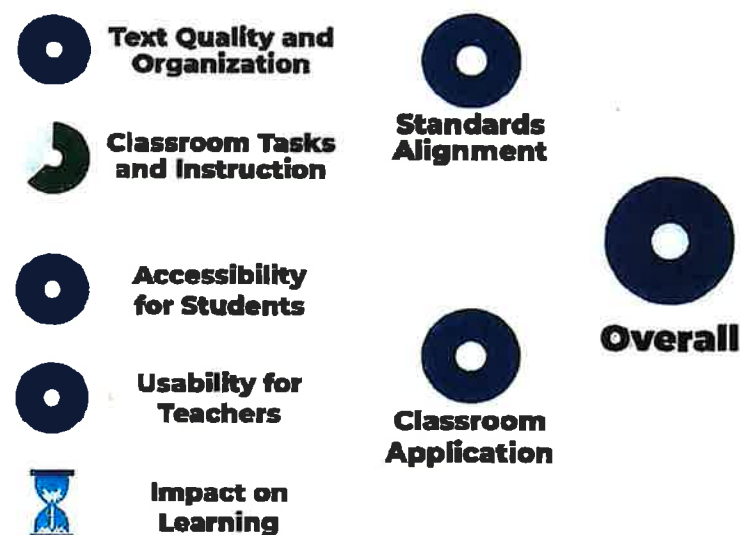 Text Quality and
Organization
Classroom Tasks
and Instruction
Accessibility
for Students
Usability for
Teachers
Impact on
Learning
Standards
Alignment
Classroom
Application
Overall